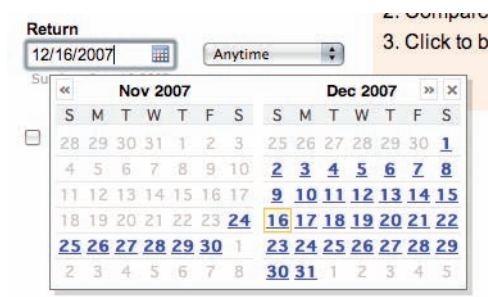 2. Compare
Return
12/16/2007
Anytime
3. Click to b
Su
« Nov 2007 Dec 2007 » ×
S M T W T F S S M T W T F S
28 29 30 31 1 2 3 25 26 27 28 29 30 1
4 5 6 7 8 9 10 2 3 4 5 6 7 8
11 12 13 14 15 16 17 9 10 11 12 13 14 15
18 19 20 21 22 23 24 16 17 18 19 20 21 22
25 26 27 28 29 30 1 23 24 25 26 27 28 29
2 3 4 5 6 7 8 30 31 1 2 3 4 5